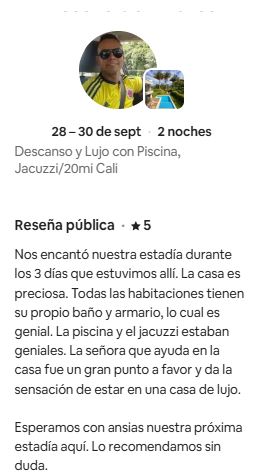 28 – 30 de sept · 2 noches
Descanso y Lujo con Piscina,
Jacuzzi/20mi Cali
Reseña pública · ★ 5
Nos encantó nuestra estadía durante
los 3 días que estuvimos allí. La casa es
preciosa. Todas las habitaciones tienen
su propio baño y armario, lo cual es
genial. La piscina y el jacuzzi estaban
geniales. La señora que ayuda en la
casa fue un gran punto a favor y da la
sensación de estar en una casa de lujo.
Esperamos con ansias nuestra próxima
estadía aquí. Lo recomendamos sin
duda.